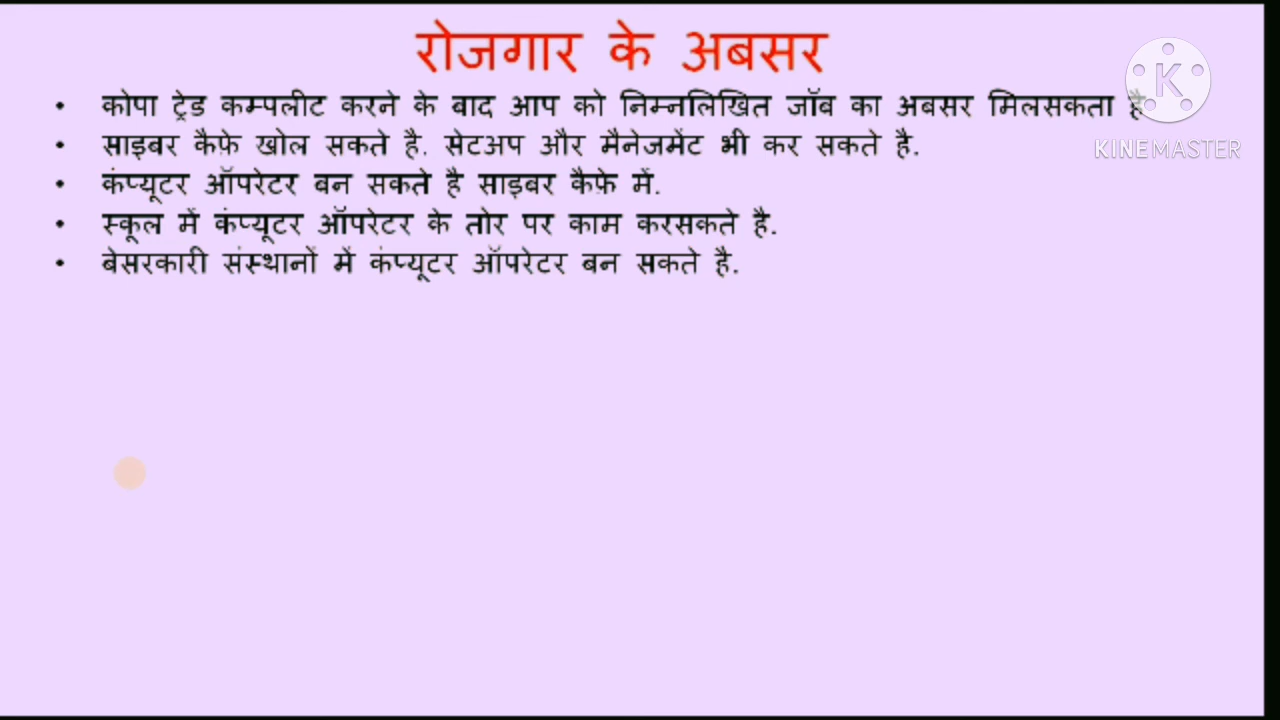 रोजगार के अबसर
• कोपा ट्रेड कम्पलीट करने के बाद आप को निम्नलिखित जॉब का अबसर मिलसकता है
• साइबर कैफ़े खोल सकते है. सेटअप और मैनेजमेंट भी कर सकते है.
• कंप्यूटर ऑपरेटर बन सकते है साइबर कैफ़े में.
• स्कूल में कंप्यूटर ऑपरेटर के तोर पर काम करसकते है.
• बेसरकारी संस्थानों में कंप्यूटर ऑपरेटर बन सकते है.
K
KINEMASTER